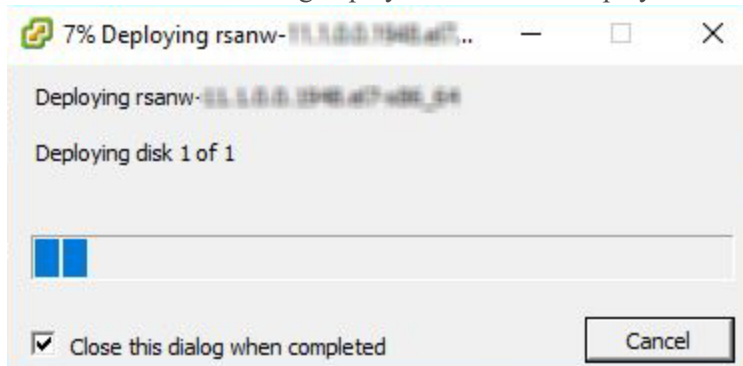 7% Deploying rsanw-
Deploying rsanw-
Deploying disk 1 of 1
Close this dialog when completed
Cancel